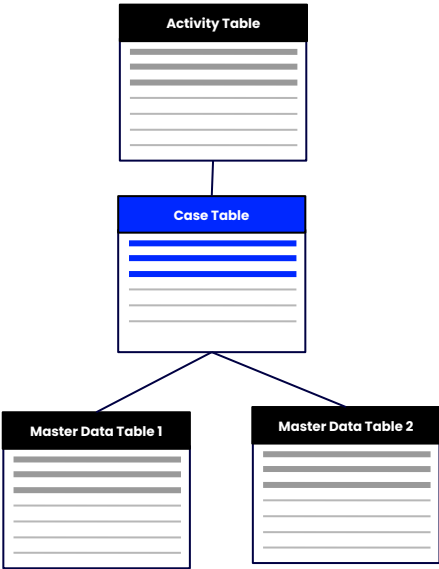 Activity Table
Case Table
Master Data Table 1
Master Data Table 2